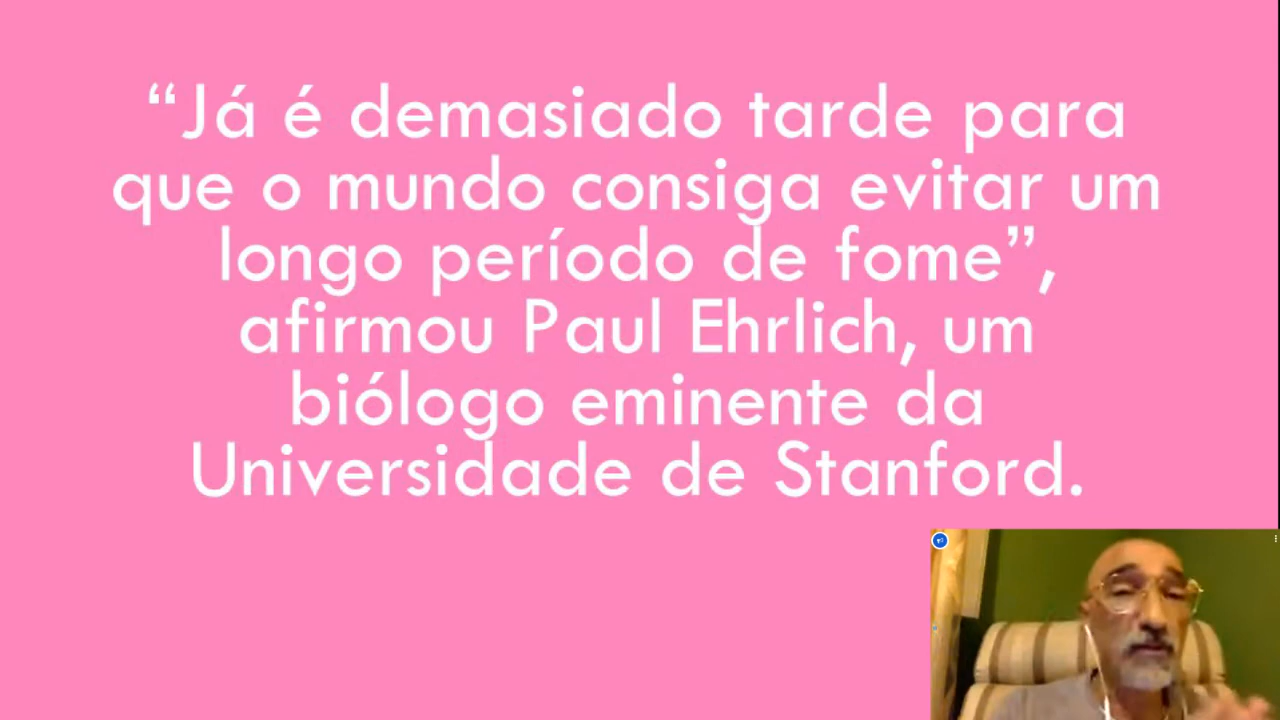 “Já é demasiado tarde para
que o mundo consiga evitar um
longo período de fome”,
afirmou Paul Ehrlich, um
biólogo eminente da
Universidade de Stanford.